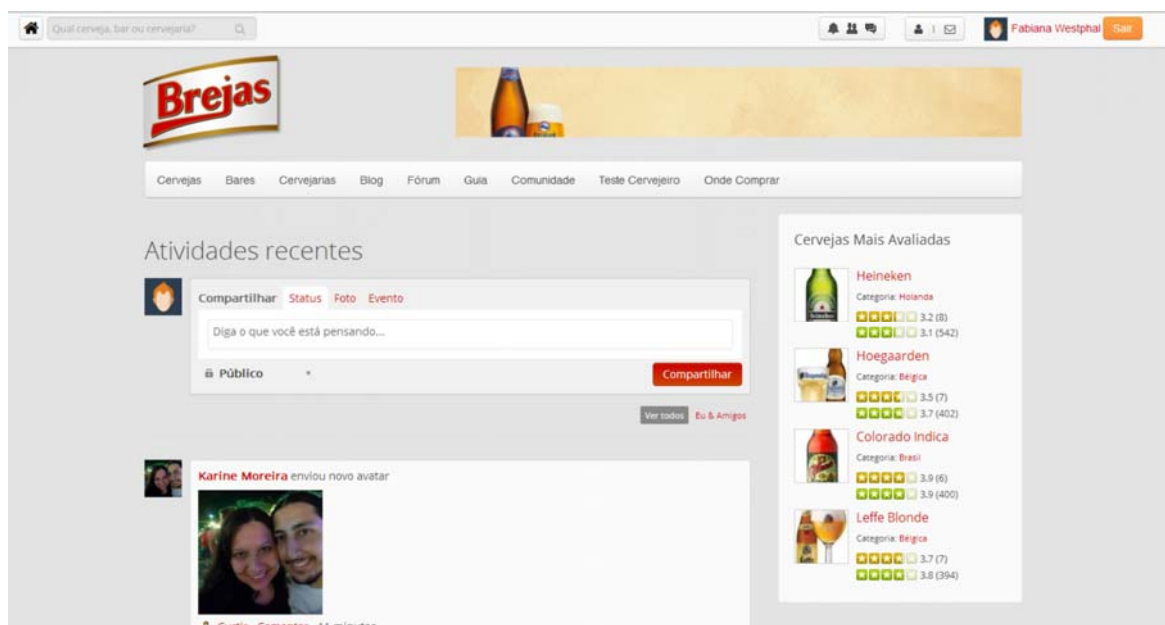 Qual cerveja, bar ou cervejaria?
Fabiana Westphal
Sair
Brejas
Cervejas Bares Cervejarias Blog Fórum Guia Comunidade Teste Cervejeiro Onde Comprar
Atividades recentes
Compartilhar Status Foto Evento
Diga o que você está pensando...
Público
Compartilhar
Ver todos Eu & Amigos
Karine Moreira enviou novo avatar
Cervejas Mais Avaliadas
Heineken
Categoria: Holanda
3.2 (8)
3.1 (542)
Hoegaarden
Categoria: Bélgica
3.5 (7)
3.7 (402)
Colorado Indica
Categoria: Brasil
3.9 (6)
3.9 (400)
Leffe Blonde
Categoria: Bélgica
3.7 (7)
3.8 (394)